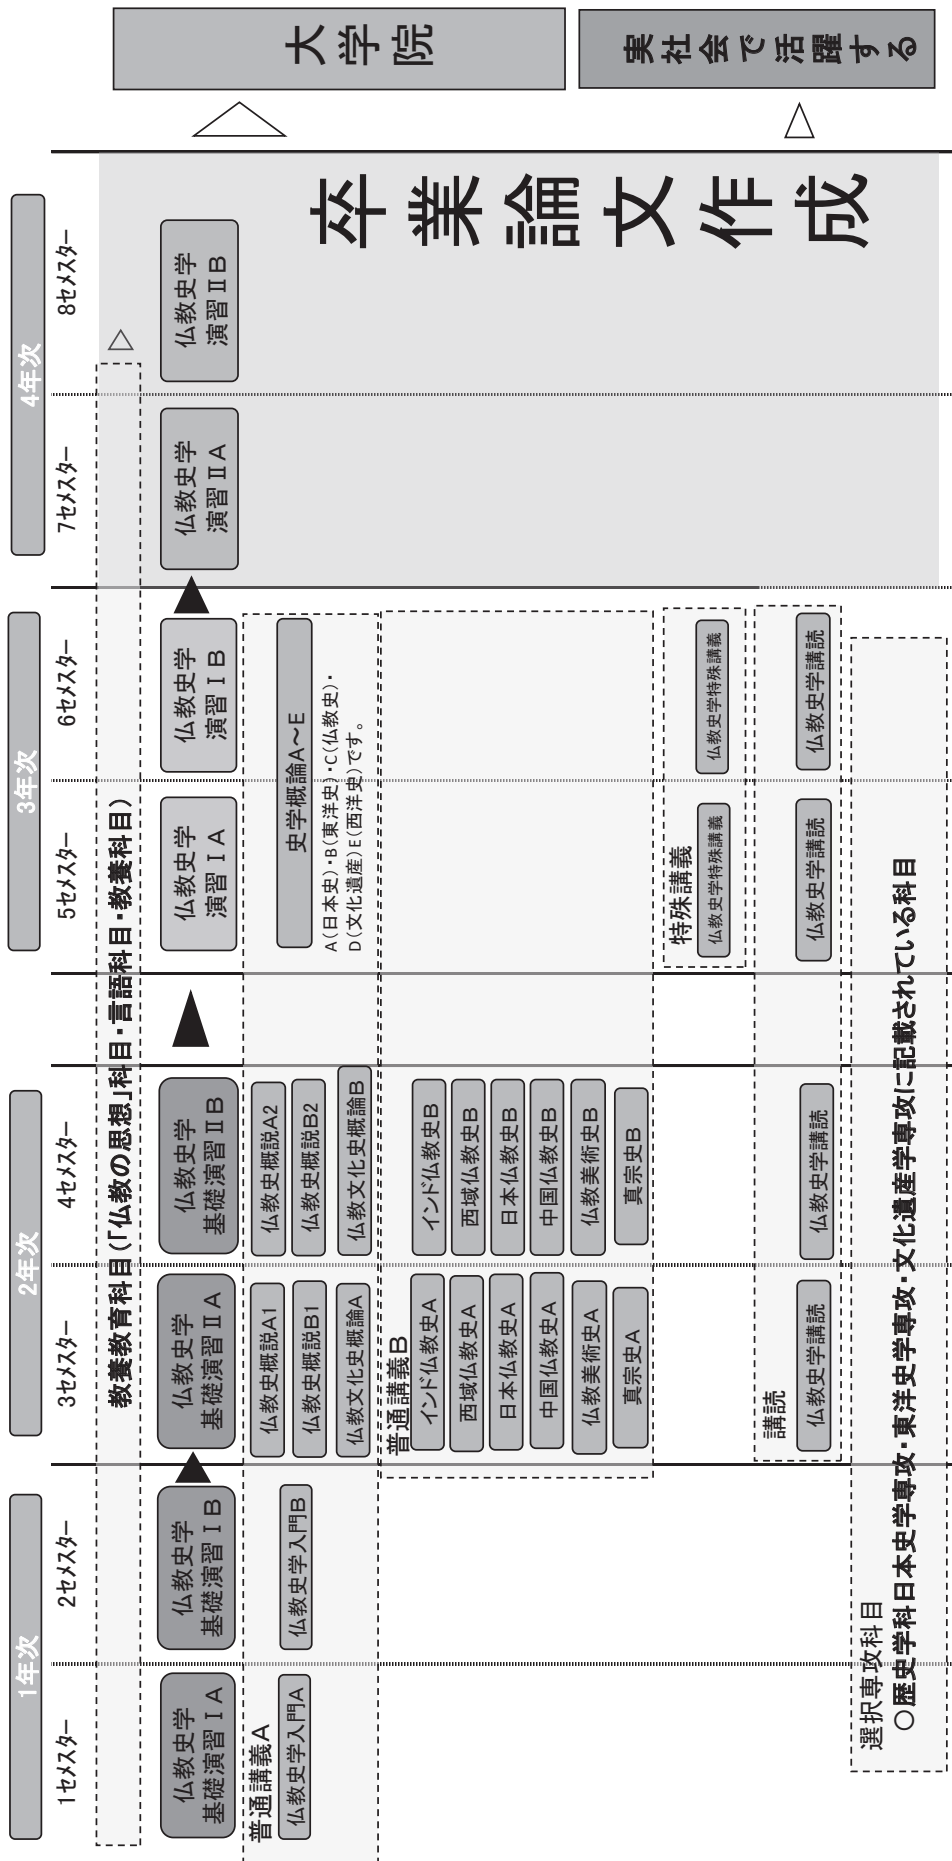 1年次
2年次
3年次
4年次
1セメスター
2セメスター
3セメスター
4セメスター
5セメスター
6セメスター
7セメスター
8セメスター
教養教育科目(「仏教の思想」科目・言語科目・教養科目)
仏教史学
基礎演習ⅠA
仏教史学
基礎演習ⅠB
仏教史学
基礎演習ⅡA
仏教史学
基礎演習ⅡB
仏教史学
演習ⅠA
仏教史学
演習ⅠB
仏教史学
演習ⅡA
仏教史学
演習ⅡB
普通講義A
仏教史学入門A
仏教史学入門B
仏教史概説A1
仏教史概説A2
仏教史概説B1
仏教史概説B2
仏教文化史概論A
仏教文化史概論B
史学概論A~E
A(日本史)・B(東洋史)・C(仏教史)・
D(文化遺産)E(西洋史)です。
普通講義B
インド仏教史A
インド仏教史B
西域仏教史A
西域仏教史B
日本仏教史A
日本仏教史B
中国仏教史A
中国仏教史B
仏教美術史A
仏教美術史B
真宗史A
真宗史B
特殊講義
仏教史学特殊講義
仏教史学特殊講義
講読
仏教史学講読
仏教史学講読
仏教史学講読
仏教史学講読
選択専攻科目
○歴史学科日本史学専攻・東洋史学専攻・文化遺産学専攻に記載されている科目
卒業論文作成
大学院
実社会で活躍する